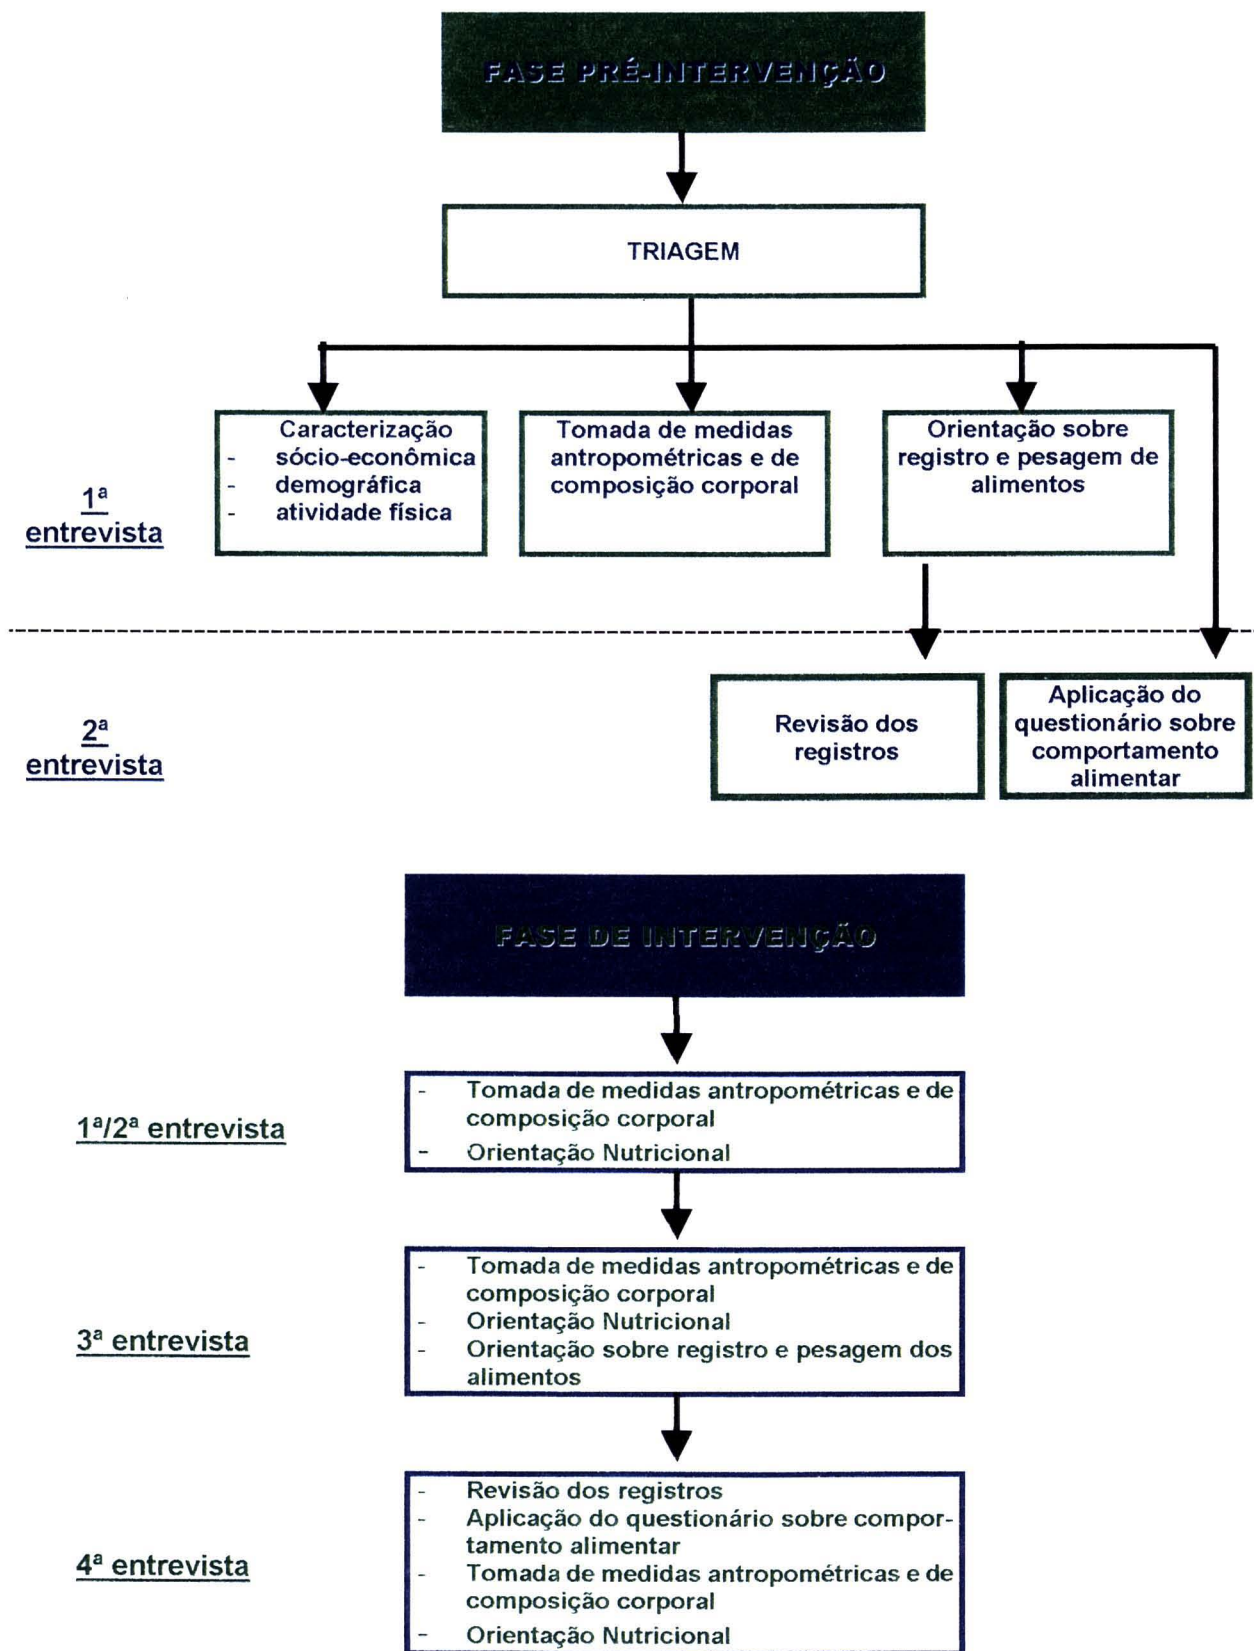 FASE PRÉ-INTERVENÇÃO
TRIAGEM
1ª
entrevista
Caracterização
- sócio-econômica
- demográfica
- atividade física
Tomada de medidas
antropométricas e de
composição corporal
Orientação sobre
registro e pesagem de
alimentos
2ª
entrevista
Revisão dos
registros
Aplicação do
questionário sobre
comportamento
alimentar
FASE DE INTERVENÇÃO
1ª/2ª entrevista
- Tomada de medidas antropométricas e de
composição corporal
- Orientação Nutricional
3ª entrevista
- Tomada de medidas antropométricas e de
composição corporal
- Orientação Nutricional
- Orientação sobre registro e pesagem dos
alimentos
4ª entrevista
- Revisão dos registros
- Aplicação do questionário sobre compor-
tamento alimentar
- Tomada de medidas antropométricas e de
composição corporal
- Orientação Nutricional